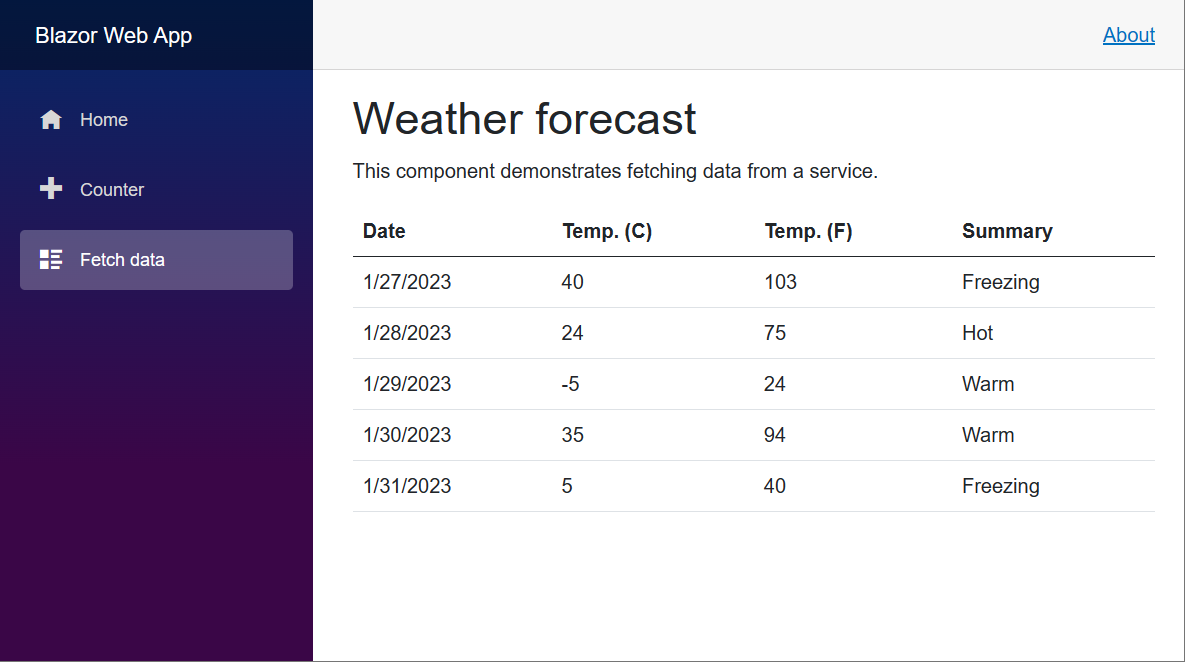 Blazor Web App
About
Home
Counter
Fetch data
Weather forecast
This component demonstrates fetching data from a service.
Date Temp. (C) Temp. (F) Summary
1/27/2023 40 103 Freezing
1/28/2023 24 75 Hot
1/29/2023 -5 24 Warm
1/30/2023 35 94 Warm
1/31/2023 5 40 Freezing